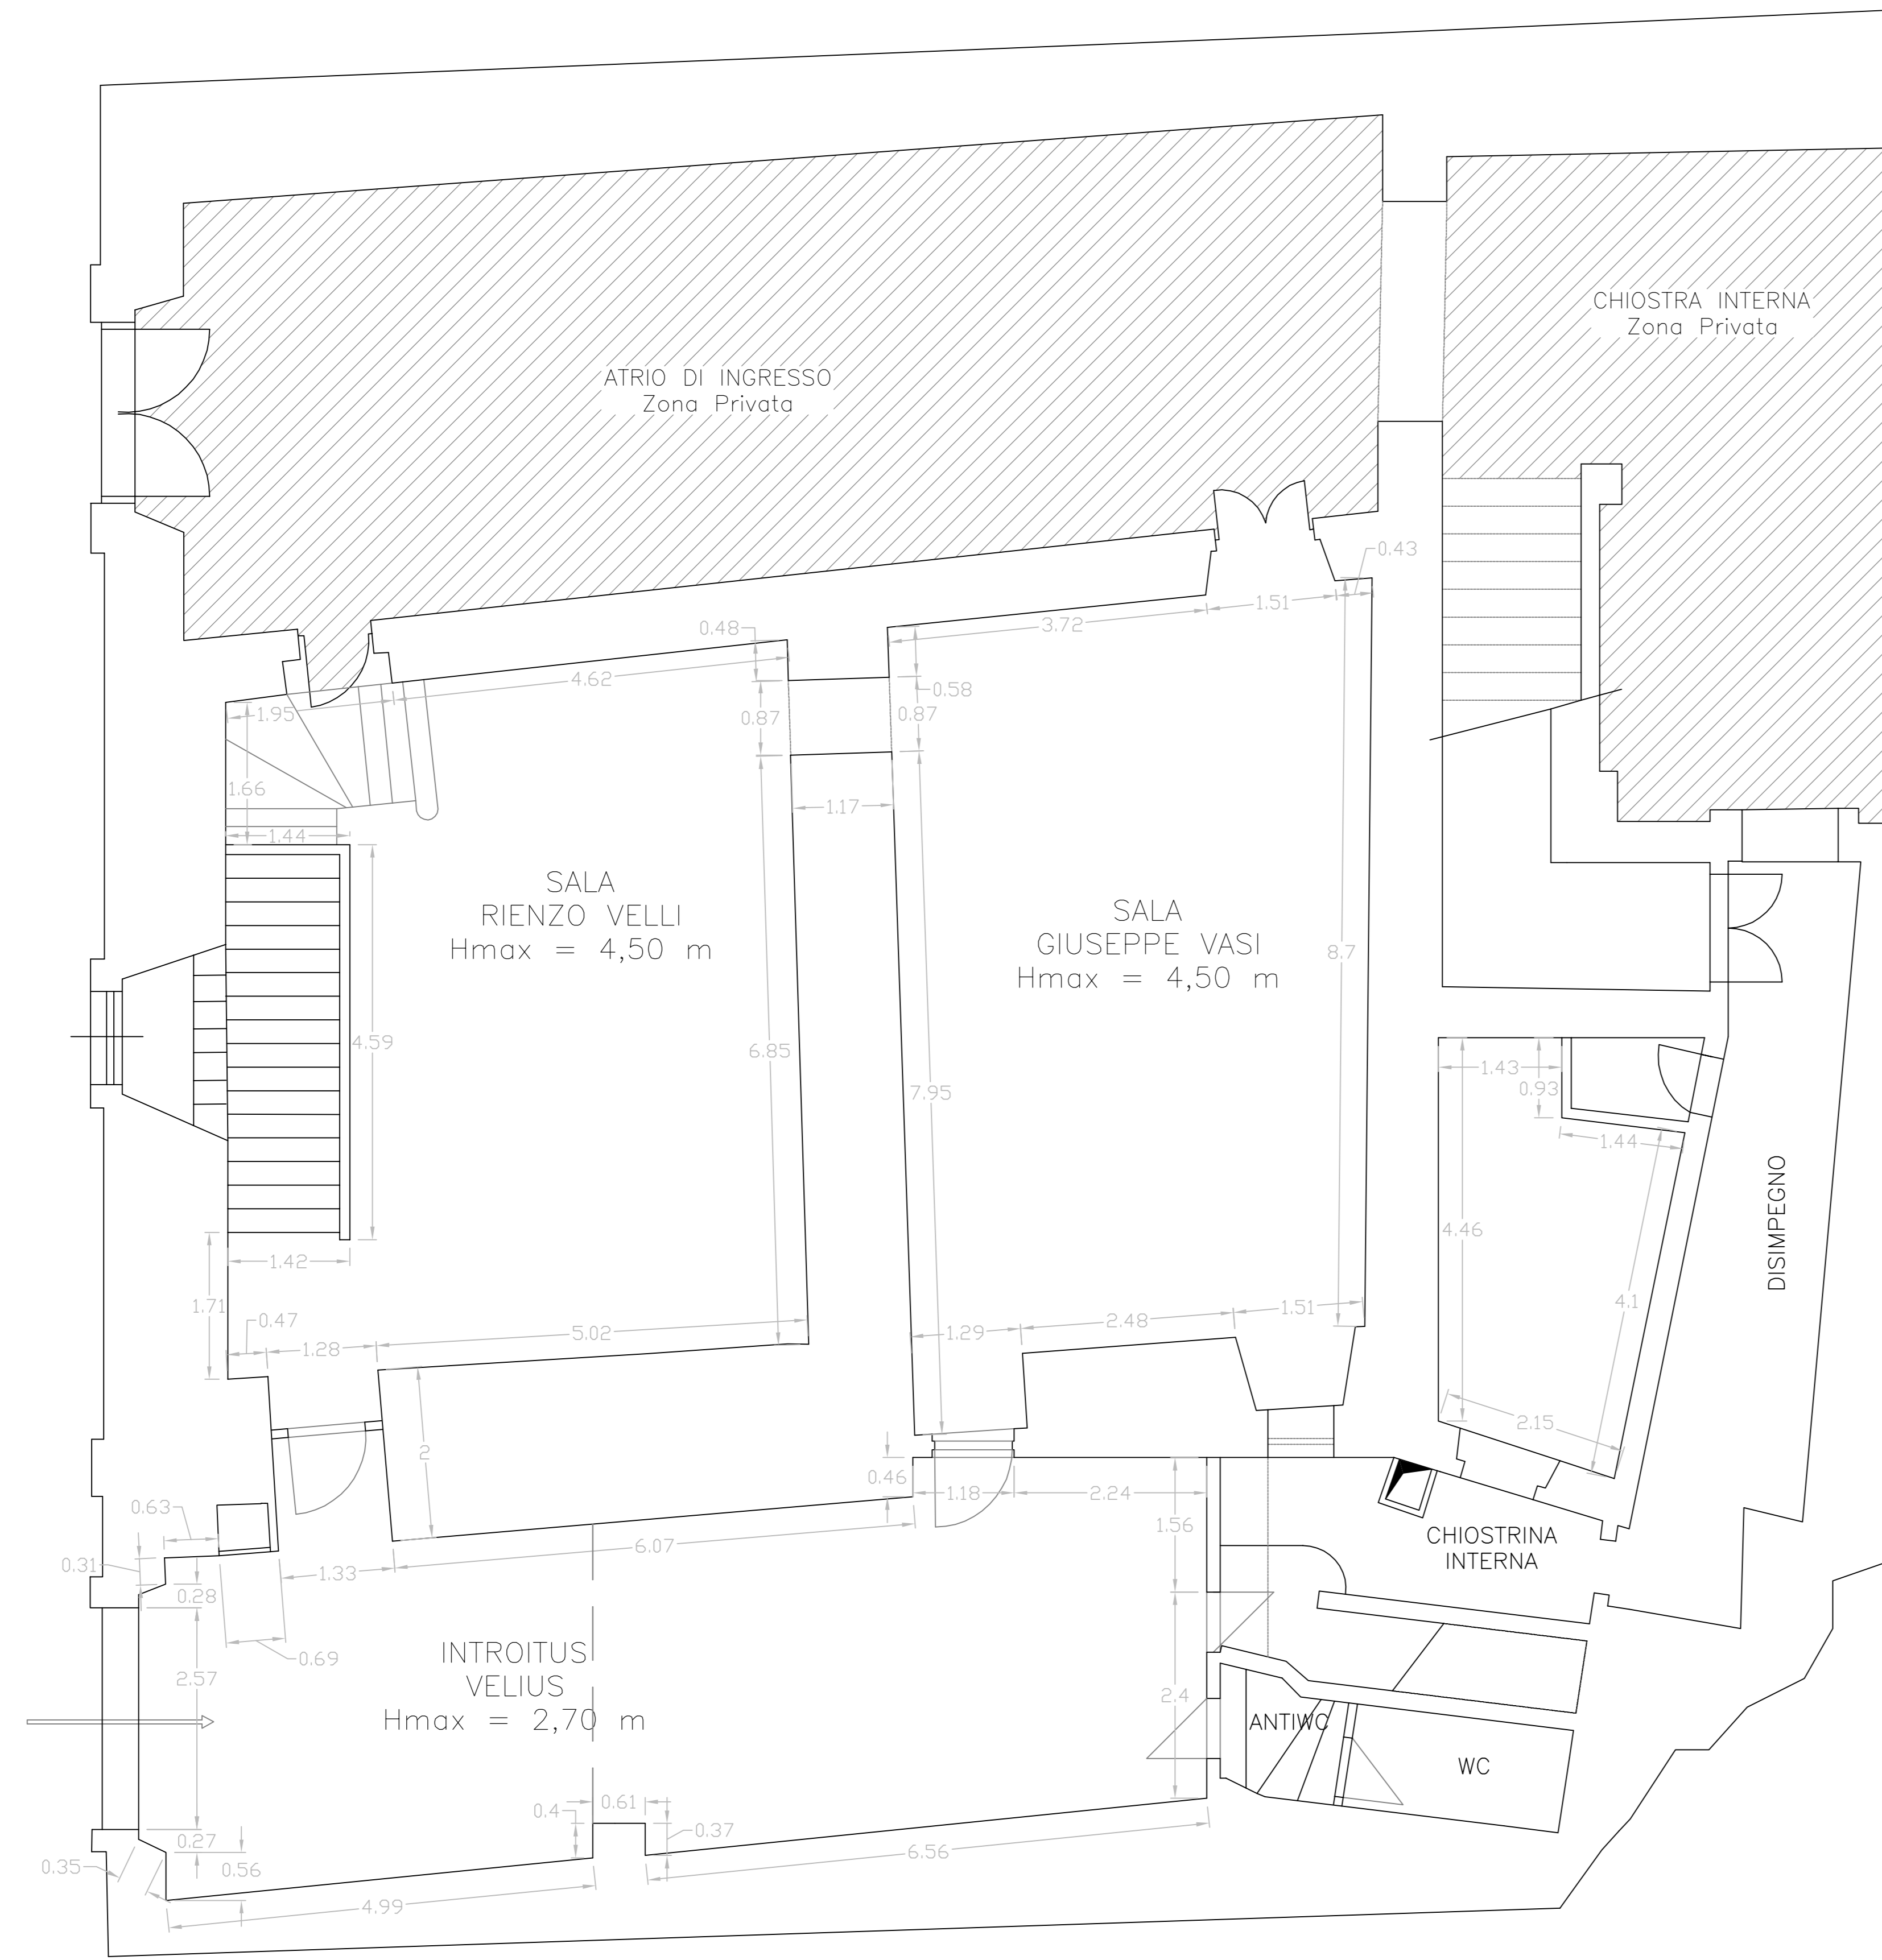 CHIOSTRA INTERNA
Zona Privata
ATRIO DI INGRESSO
Zona Privata
0.43
1.51
3.72
0.48
4.62
0.58
0.87
0.87
1.95
1.66
1.17
1.44
SALA
RIENZO VELLI
Hmax = 4,50 m
SALA
GIUSEPPE VASI
Hmax = 4,50 m
8.7
4.59
6.85
7.95
1.43
0.93
1.44
4.46
4.1
DISIMPEGNO
1.42
1.71
0.47
1.28
5.02
1.29
2.48
1.51
2.15
2
0.46
1.18
2.24
1.56
0.63
6.07
0.31
1.33
0.28
CHIOSTRINA
INTERNA
0.69
2.57
INTROITUS
VELIUS
Hmax = 2,70 m
2.4
ANTIWC
WC
0.61
0.4
0.37
0.27
0.35
0.56
6.56
4.99